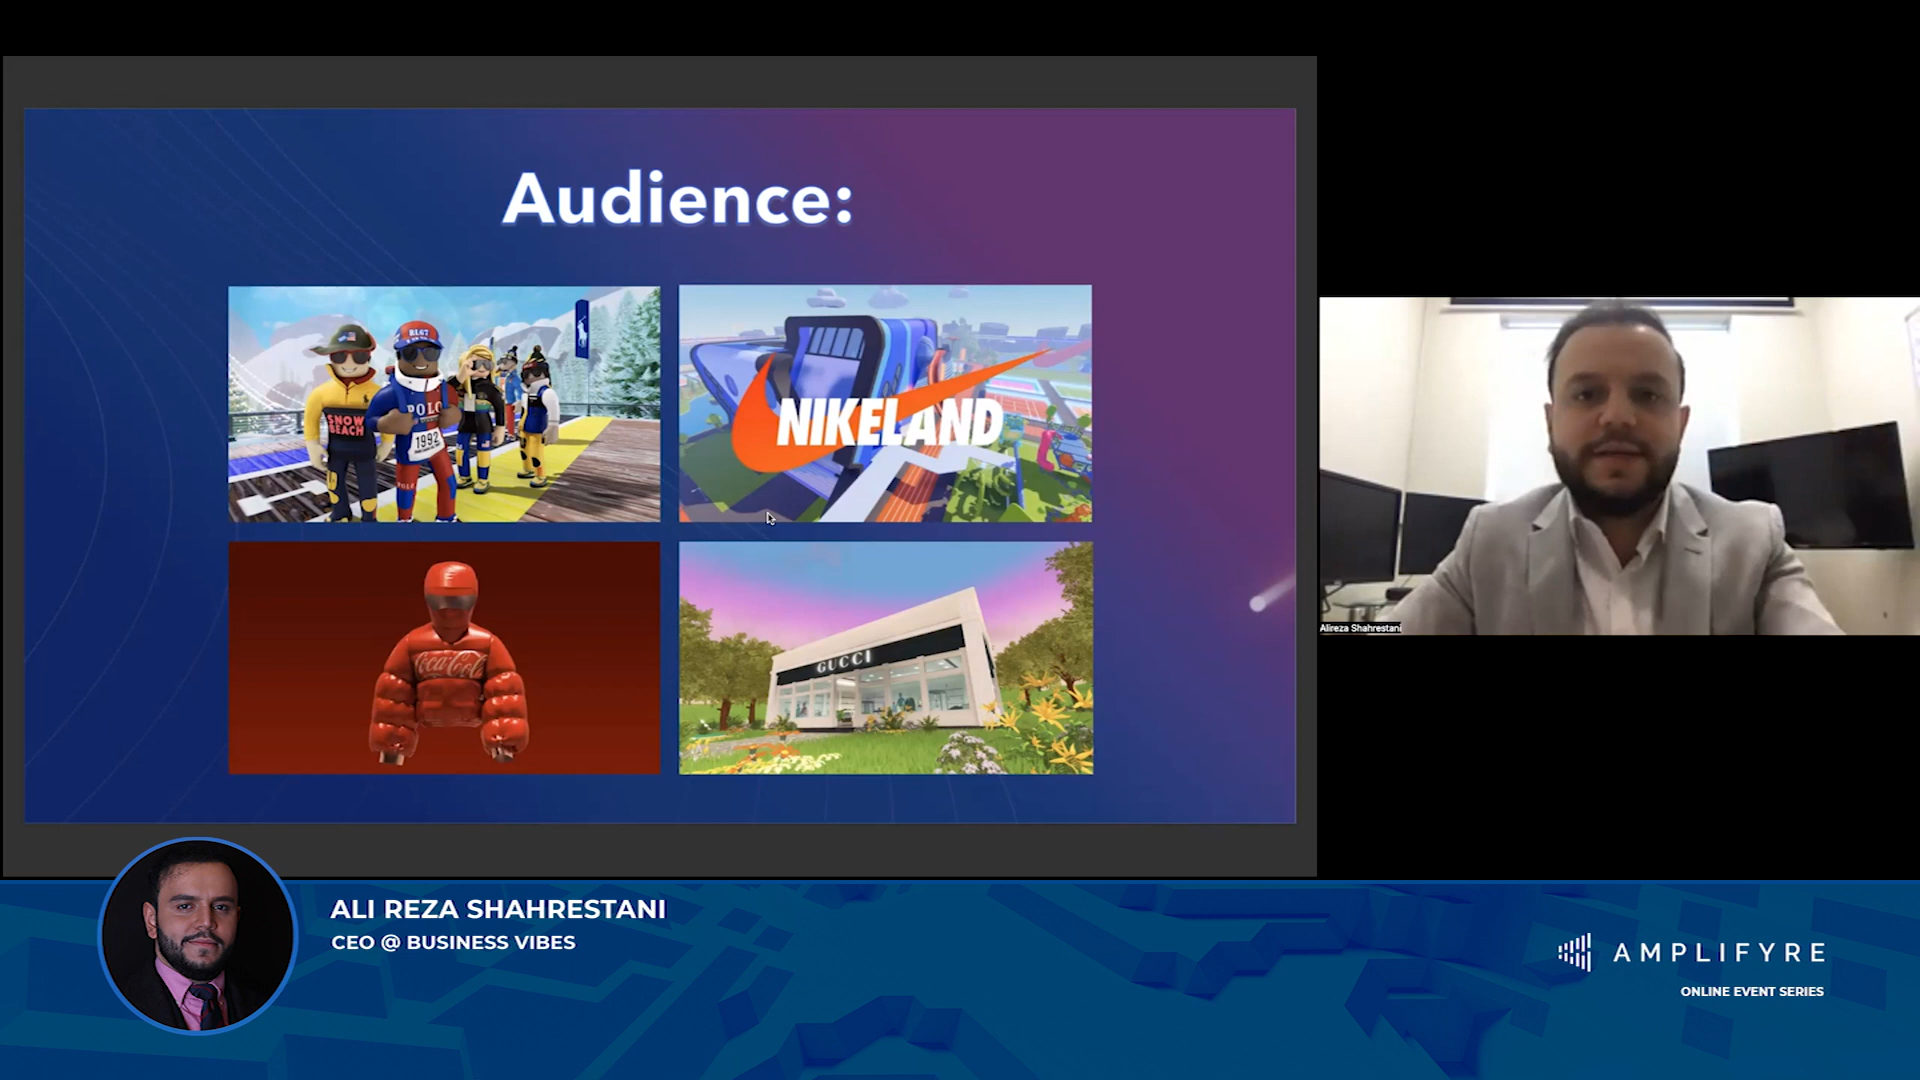 Audience:
RL67
SNOW
BEACH
POLO
1992
NIKELAND
Coca-Cola
GUCCI
Alireza Shahrestani
ALI REZA SHAHRESTANI
CEO @ BUSINESS VIBES
AMPLIFYRE
ONLINE EVENT SERIES